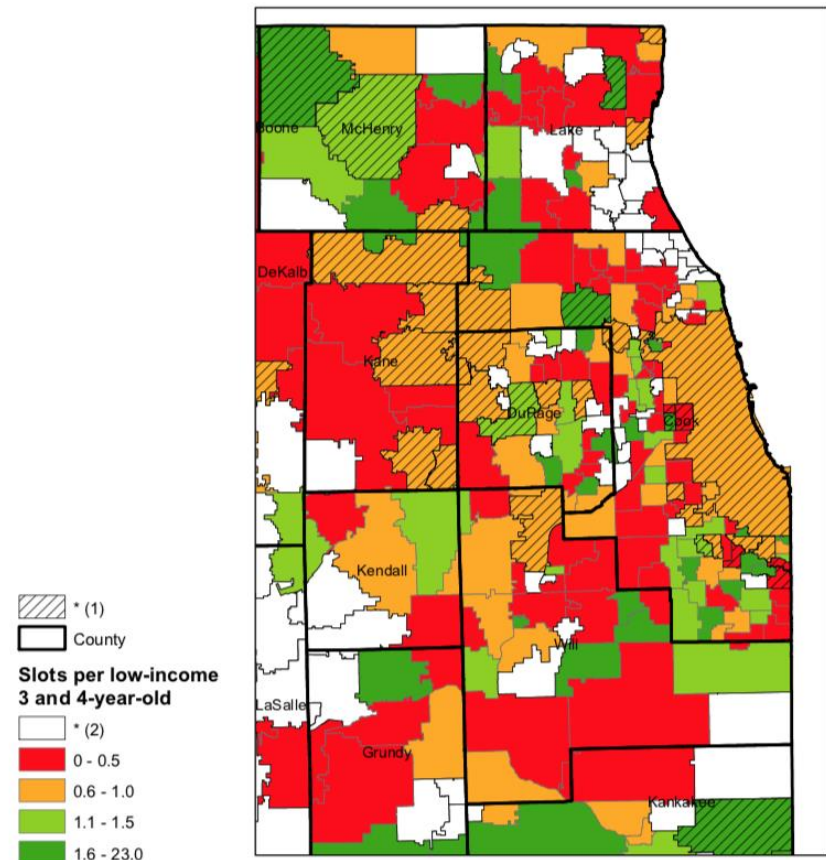 Boone
McHenry
Lake
DeKalb
Kane
DuPage
Cook
Kendall
Will
LaSalle
Grundy
Kankakee
* (1)
County
Slots per low-income
3 and 4-year-old
* (2)
0 - 0.5
0.6 - 1.0
1.1 - 1.5
1.6 - 23.0